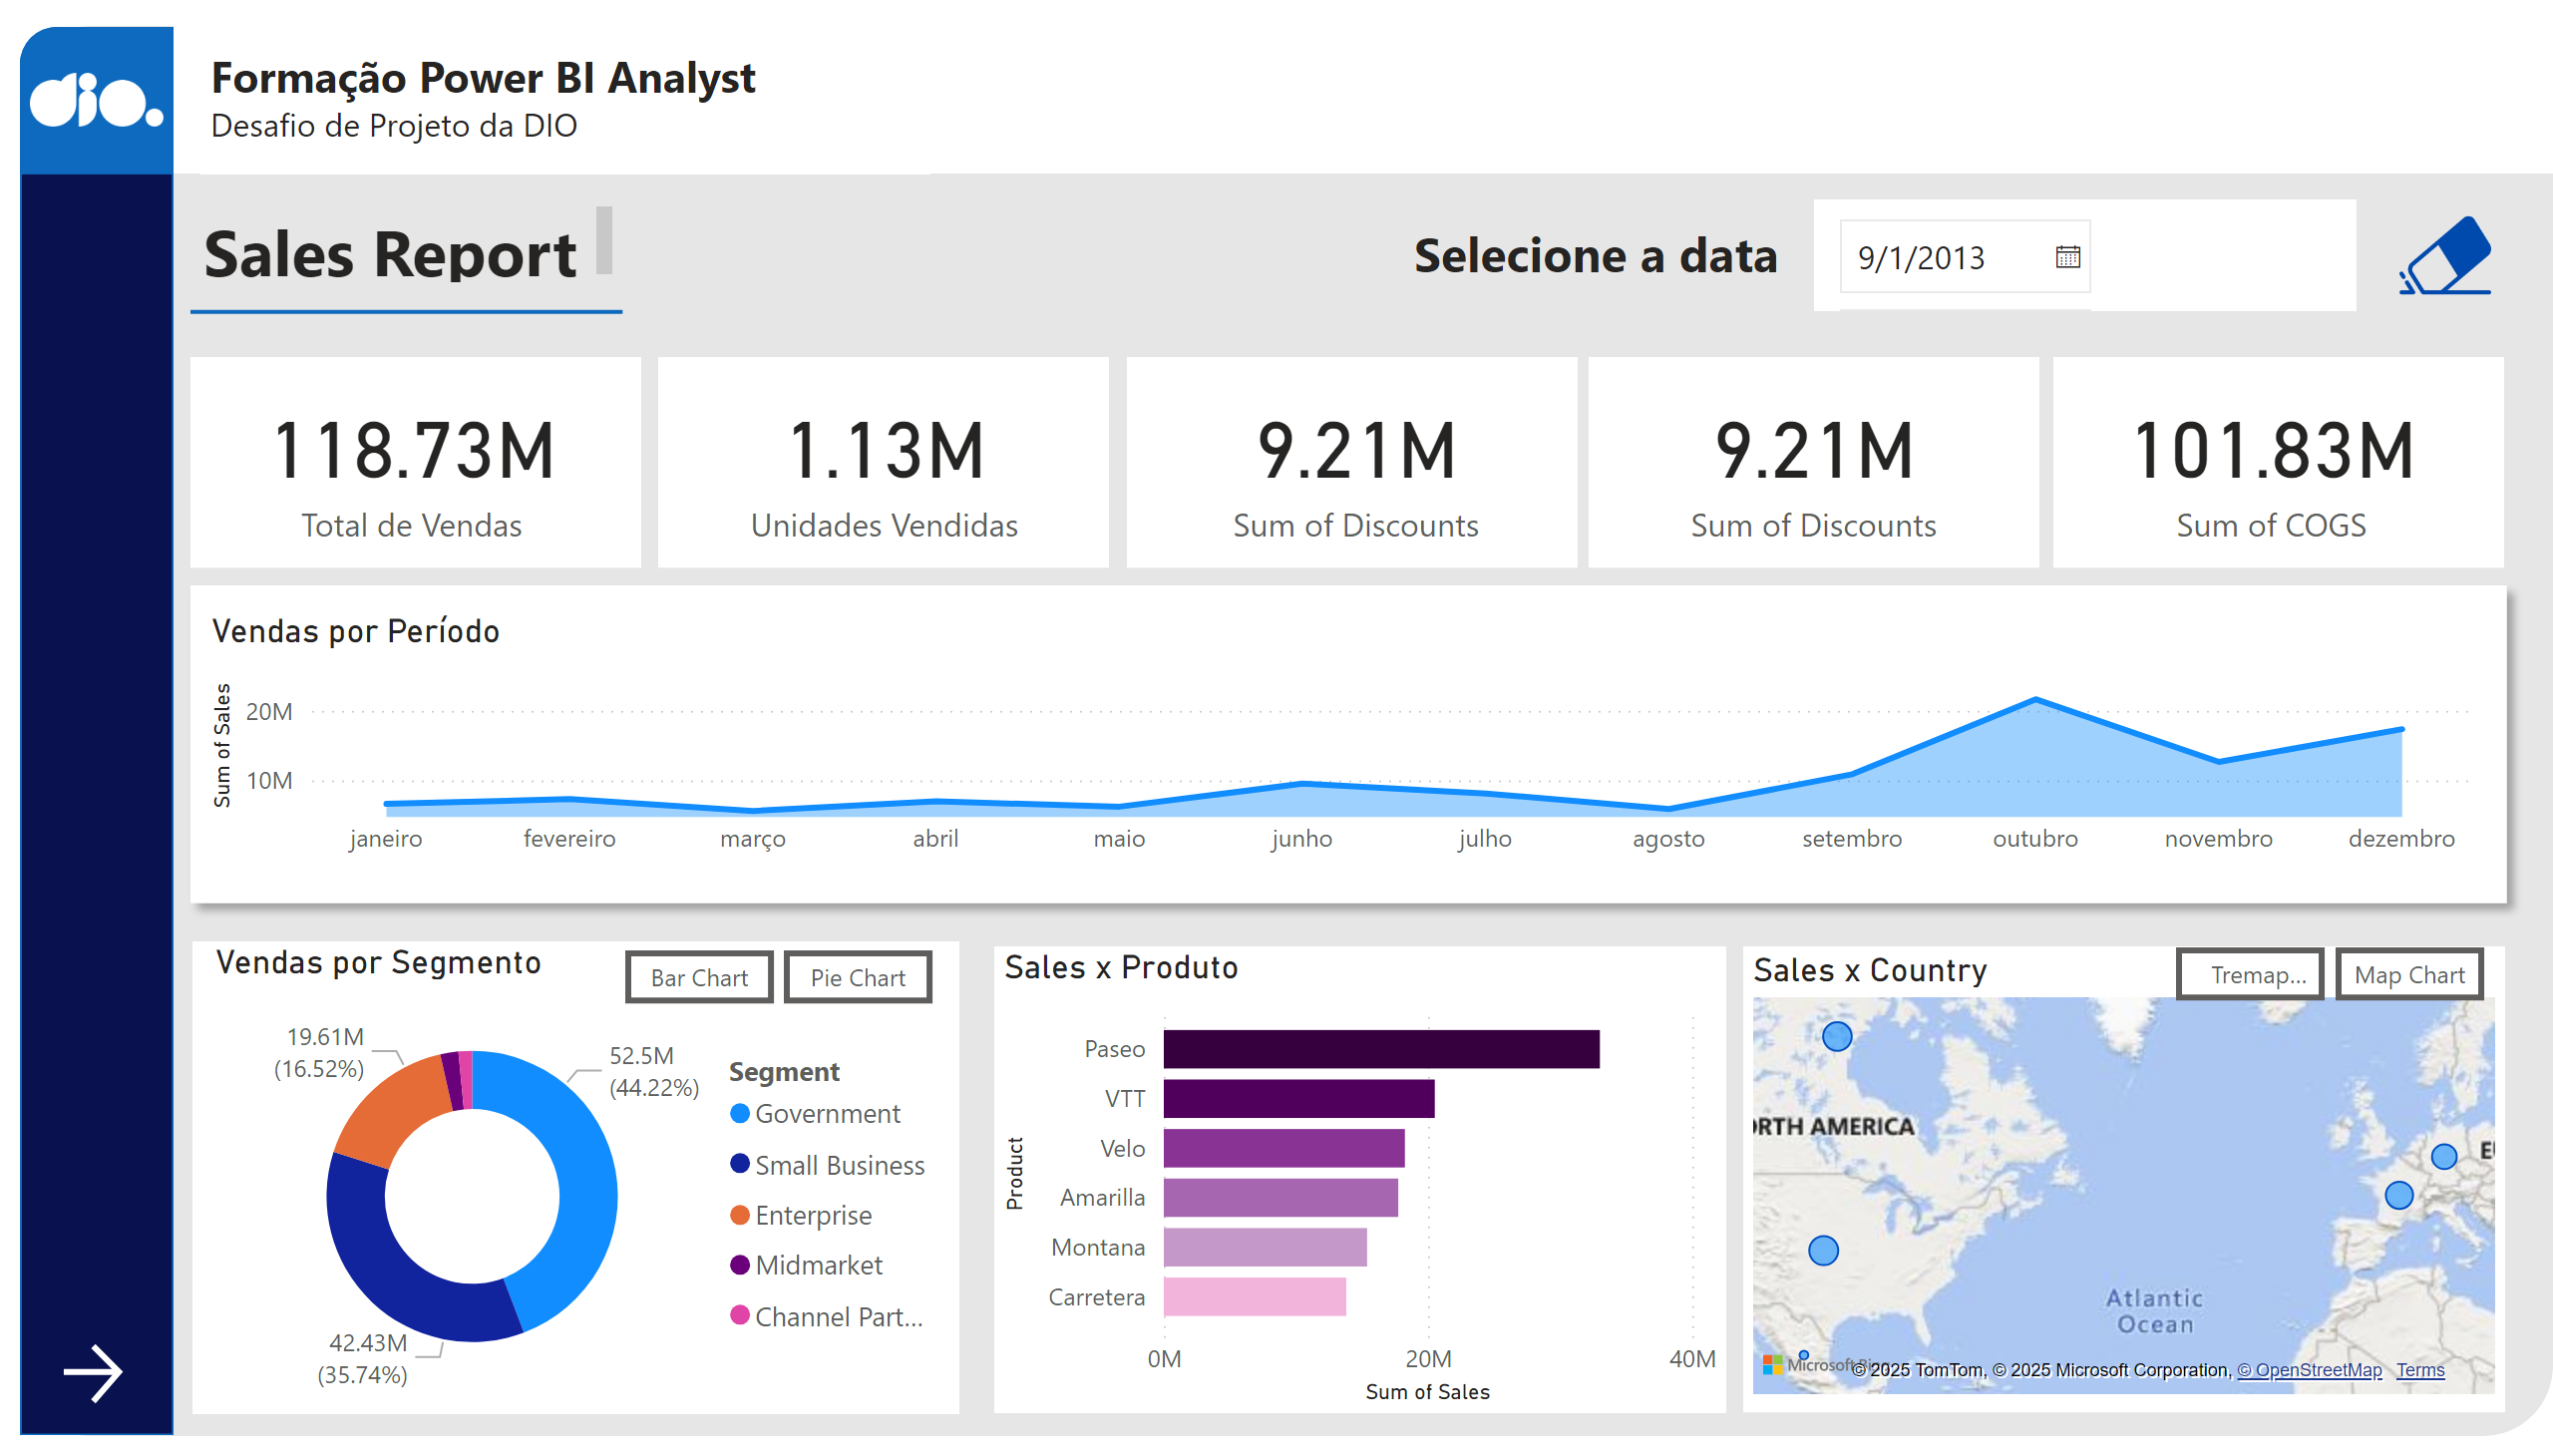 dio.
Formação Power BI Analyst
Desafio de Projeto da DIO
Sales Report
Selecione a data
9/1/2013
118.73M
Total de Vendas
1.13M
Unidades Vendidas
9.21M
Sum of Discounts
9.21M
Sum of Discounts
101.83M
Sum of COGS
Vendas por Período
Sum of Sales
20M
10M
janeiro fevereiro março abril maio junho julho agosto setembro outubro novembro dezembro
Vendas por Segmento
Bar Chart
Pie Chart
19.61M
(16.52%)
52.5M
(44.22%)
42.43M
(35.74%)
Segment
Government
Small Business
Enterprise
Midmarket
Channel Part...
Sales x Produto
Product
Paseo
VTT
Velo
Amarilla
Montana
Carretera
0M 20M 40M
Sum of Sales
Sales x Country
Tremap...
Map Chart
RTH AMERICA
E
Atlantic
Ocean
Microsoft
© 2025 TomTom, © 2025 Microsoft Corporation, © OpenStreetMap Terms